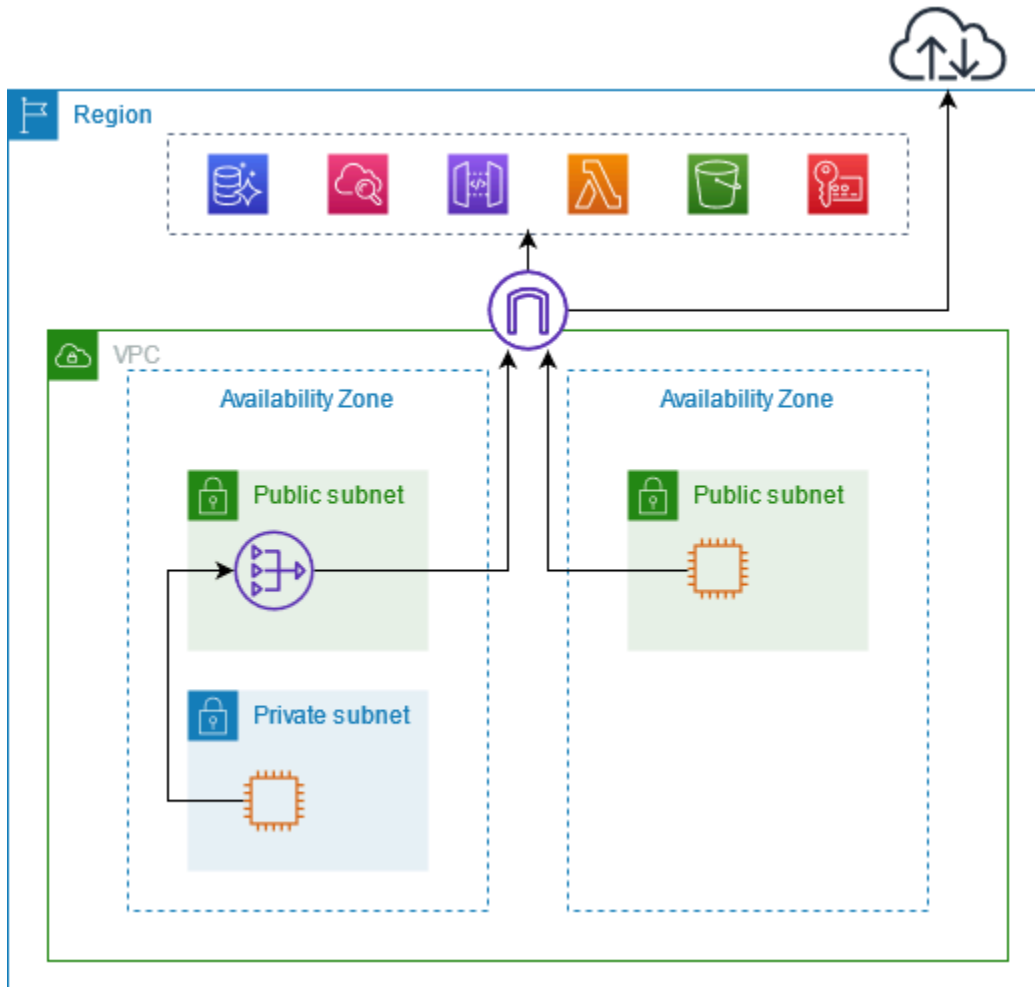 Region
VPC
Availability Zone
Availability Zone
Public subnet
Public subnet
Private subnet